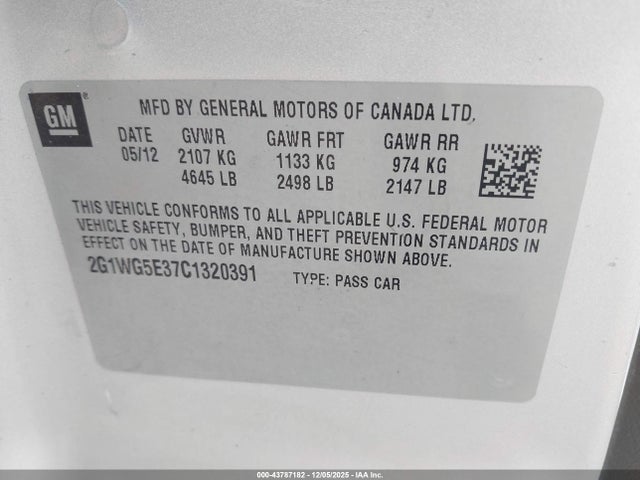 GM®
MFD BY GENERAL MOTORS OF CANADA LTD.
DATE GVWR GAWR FRT GAWR RR
05/12 2107 KG 1133 KG 974 KG
4645 LB 2498 LB 2147 LB
THIS VEHICLE CONFORMS TO ALL APPLICABLE U.S. FEDERAL MOTOR
VEHICLE SAFETY, BUMPER, AND THEFT PREVENTION STANDARDS IN
EFFECT ON THE DATE OF MANUFACTURE SHOWN ABOVE.
2G1WG5E37C1320391 TYPE: PASS CAR
000-43787182 - 12/05/2025 - IAA Inc.